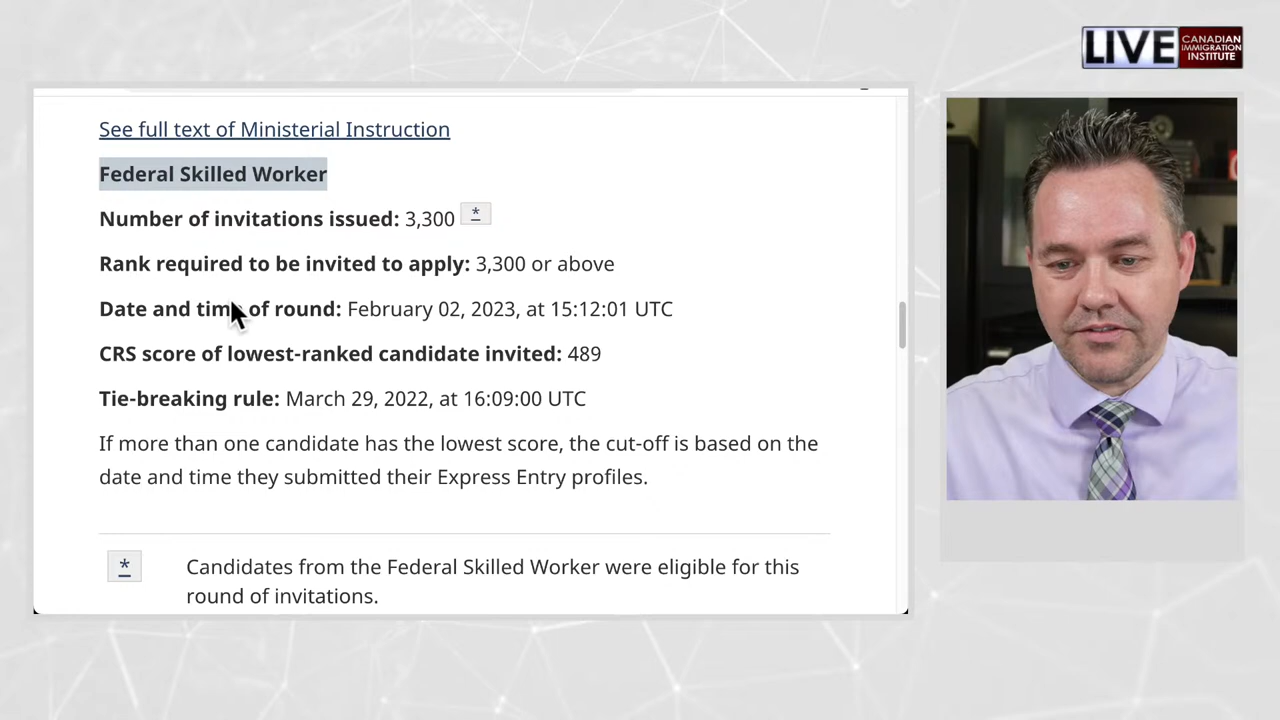 LIVE
CANADIAN
IMMIGRATION
INSTITUTE
See full text of Ministerial Instruction
Federal Skilled Worker
Number of invitations issued: 3,300 *
Rank required to be invited to apply: 3,300 or above
Date and time of round: February 02, 2023, at 15:12:01 UTC
CRS score of lowest-ranked candidate invited: 489
Tie-breaking rule: March 29, 2022, at 16:09:00 UTC
If more than one candidate has the lowest score, the cut-off is based on the
date and time they submitted their Express Entry profiles.
* Candidates from the Federal Skilled Worker were eligible for this
round of invitations.